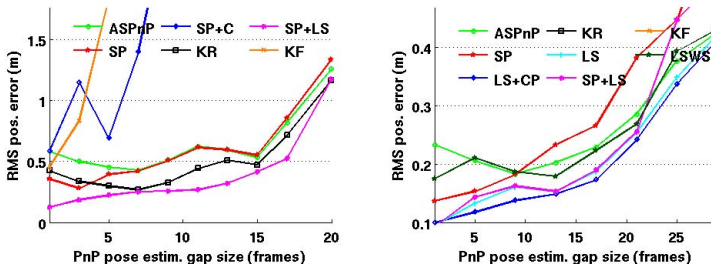 ASPnP SP+C SP+LS
SP KR KF
1.5
1
0.5
0
RMS pos. error (m)
5 10 15 20
PnP pose estim. gap size (frames)
ASPnP KR KF
SP LS LSWS
LS+CP SP+LS
0.4
0.3
0.2
0.1
RMS pos. error (m)
5 10 15 20 25
PnP pose estim. gap size (frames)